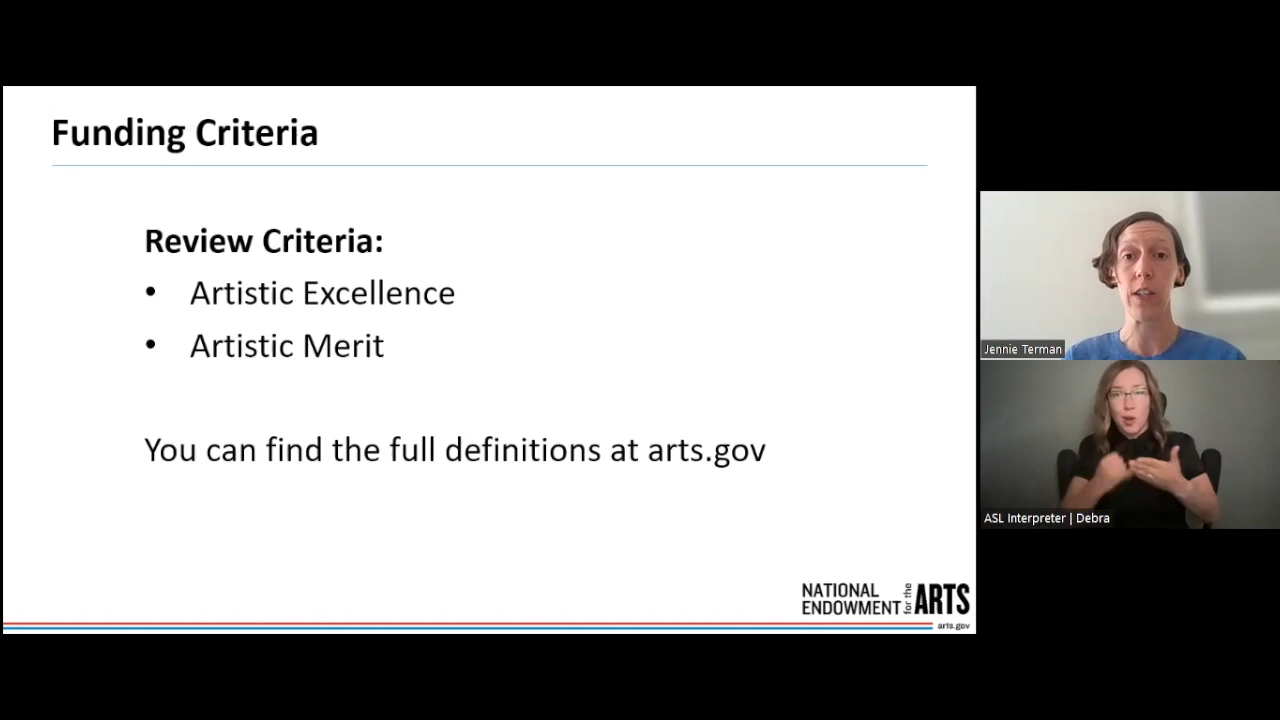 Funding Criteria
Review Criteria:
• Artistic Excellence
• Artistic Merit
You can find the full definitions at arts.gov
NATIONAL
ENDOWMENT for the ARTS
arts.gov
Jennie Terman
ASL Interpreter | Debra